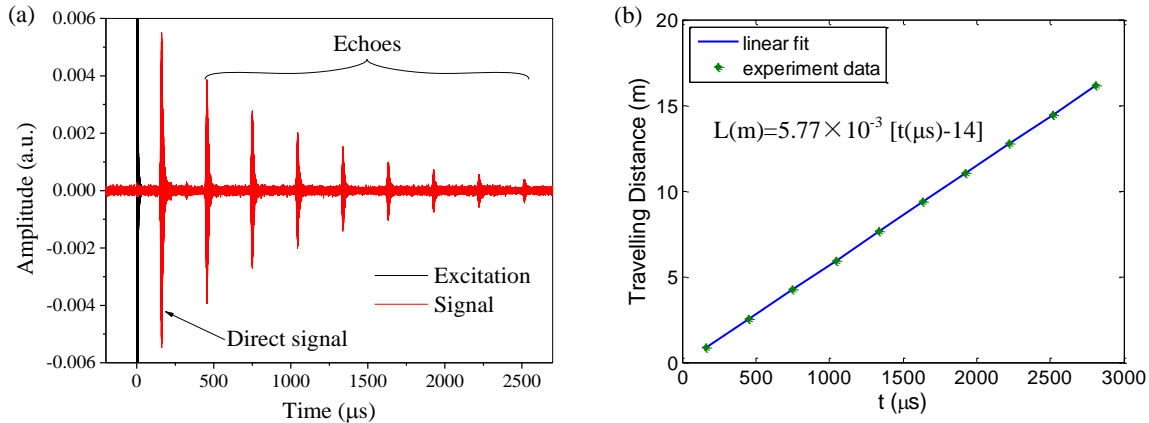 (a)
0.006
0.004
0.002
0.000
-0.002
-0.004
-0.006
Amplitude (a.u.)
Echoes
Excitation
Signal
Direct signal
0 500 1000 1500 2000 2500
Time (μs)
(b)
20
15
10
5
0
Travelling Distance (m)
linear fit
experiment data
L(m)=5.77×10⁻³ [t(μs)-14]
0 500 1000 1500 2000 2500 3000
t (μs)